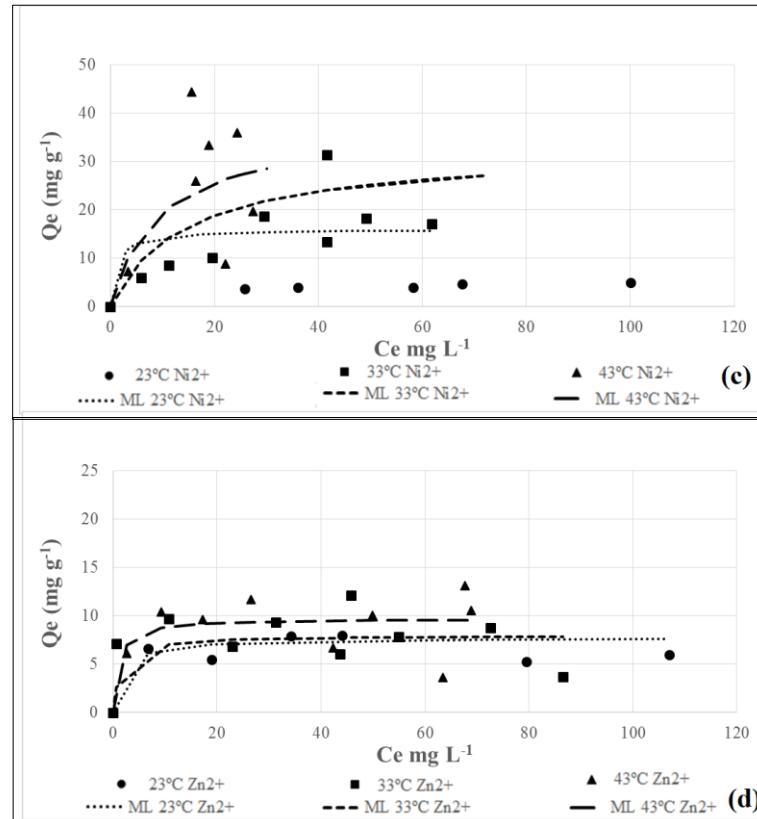 50
40
30
20
10
0
Qe (mg g-1)
0 20 40 60 80 100 120
Ce mg L-1
(c)
23°C Ni2+ 33°C Ni2+ 43°C Ni2+
ML 23°C Ni2+ ML 33°C Ni2+ ML 43°C Ni2+
25
20
15
10
5
0
Qe (mg g-1)
0 20 40 60 80 100 120
Ce mg L-1
23°C Zn2+ 33°C Zn2+ 43°C Zn2+
(d)
ML 23°C Zn2+ ML 33°C Zn2+ ML 43°C Zn2+